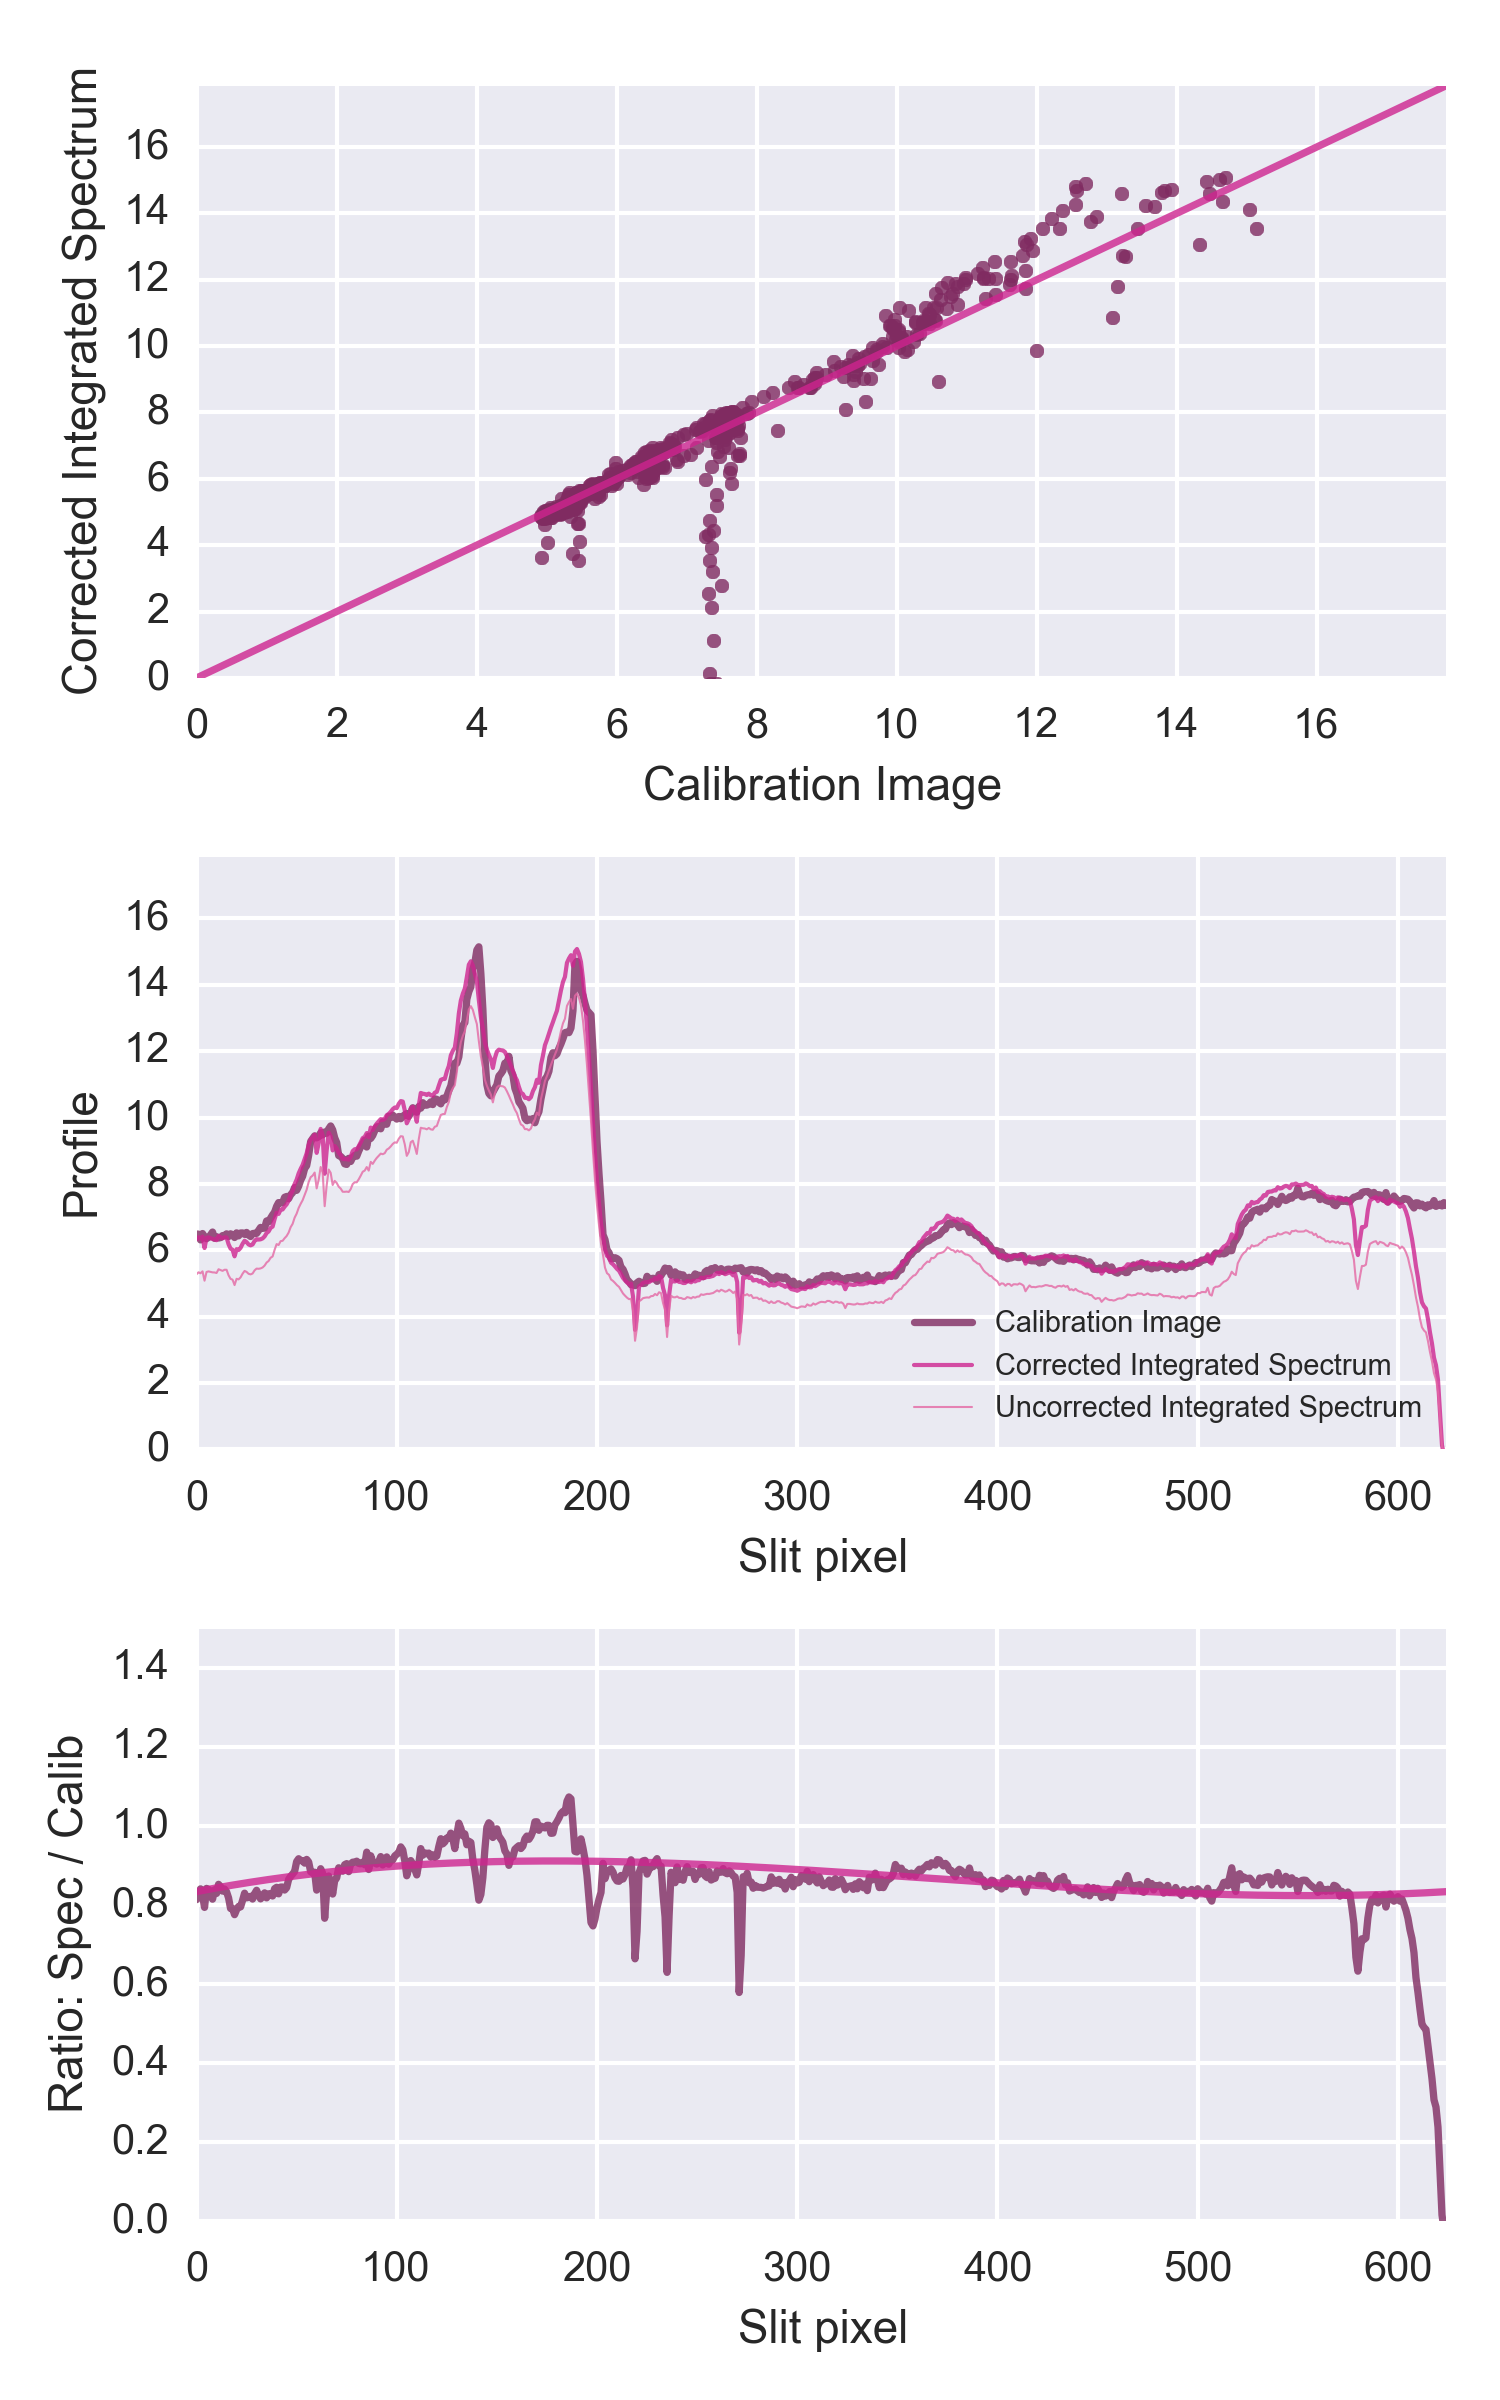 Corrected Integrated Spectrum
16
14
12
10
8
6
4
2
0
0 2 4 6 8 10 12 14 16
Calibration Image
Profile
16
14
12
10
8
6
4
2
0
Calibration Image
Corrected Integrated Spectrum
Uncorrected Integrated Spectrum
0 100 200 300 400 500 600
Slit pixel
Ratio: Spec / Calib
1.4
1.2
1.0
0.8
0.6
0.4
0.2
0.0
0 100 200 300 400 500 600
Slit pixel